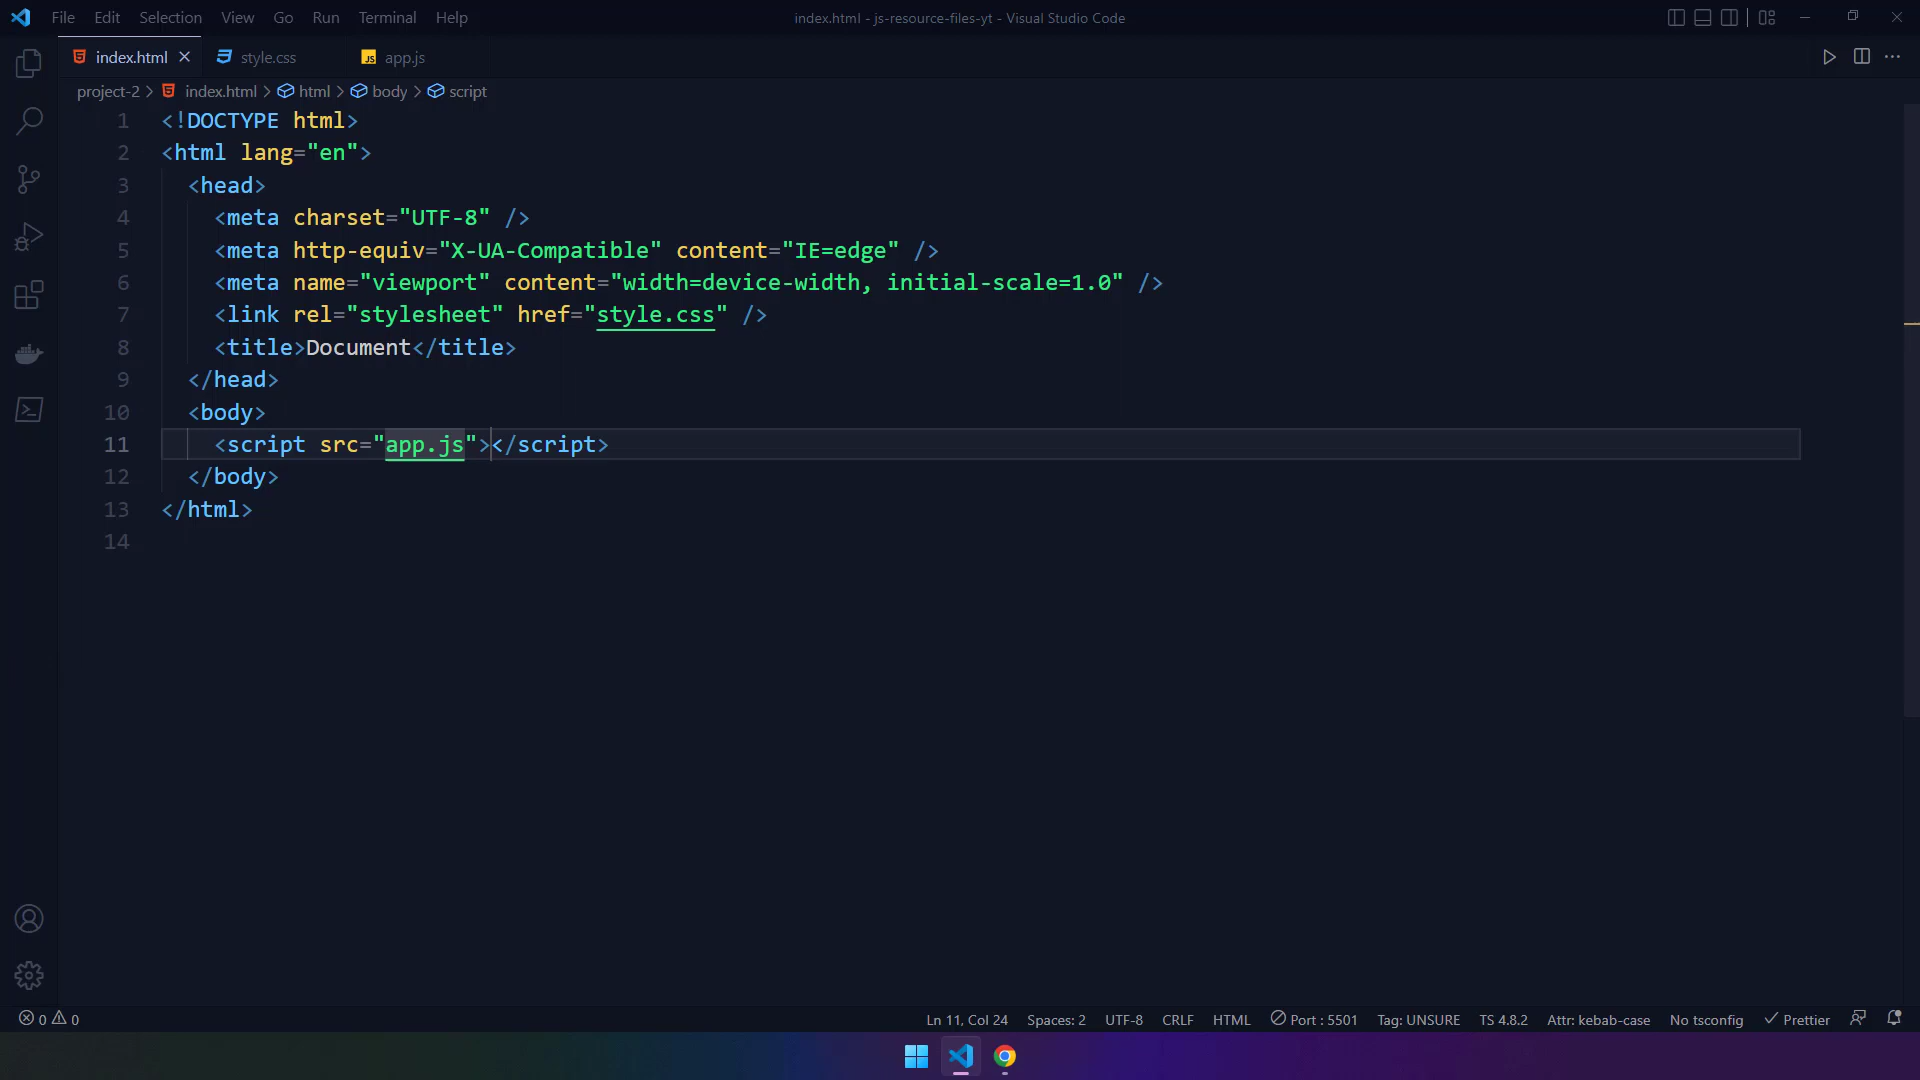 File Edit Selection View Go Run Terminal Help index.html - js-resource-files-yt - Visual Studio Code
index.html style.css JS app.js
project-2 > index.html > html > body > script
1 <!DOCTYPE html>
2 <html lang="en">
3 <head>
4 <meta charset="UTF-8" />
5 <meta http-equiv="X-UA-Compatible" content="IE=edge" />
6 <meta name="viewport" content="width=device-width, initial-scale=1.0" />
7 <link rel="stylesheet" href="style.css" />
8 <title>Document</title>
9 </head>
10 <body>
11 <script src="app.js"></script>
12 </body>
13 </html>
14
0 0 Ln 11, Col 24 Spaces: 2 UTF-8 CRLF HTML Port : 5501 Tag: UNSURE TS 4.8.2 Attr: kebab-case No tsconfig Prettier